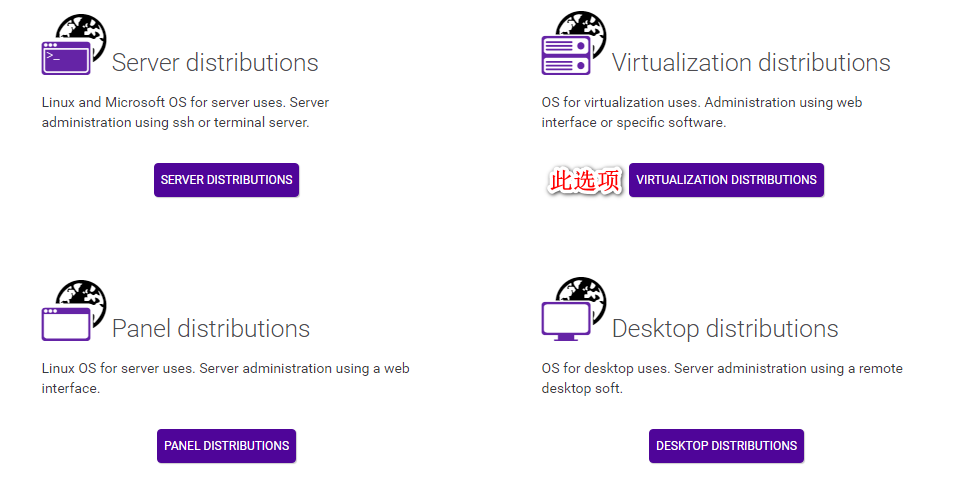 >_
Server distributions
Linux and Microsoft OS for server uses. Server
administration using ssh or terminal server.
SERVER DISTRIBUTIONS
Virtualization distributions
OS for virtualization uses. Administration using web
interface or specific software.
此选项
VIRTUALIZATION DISTRIBUTIONS
Panel distributions
Linux OS for server uses. Server administration using a web
interface.
PANEL DISTRIBUTIONS
Desktop distributions
OS for desktop uses. Server administration using a remote
desktop soft.
DESKTOP DISTRIBUTIONS